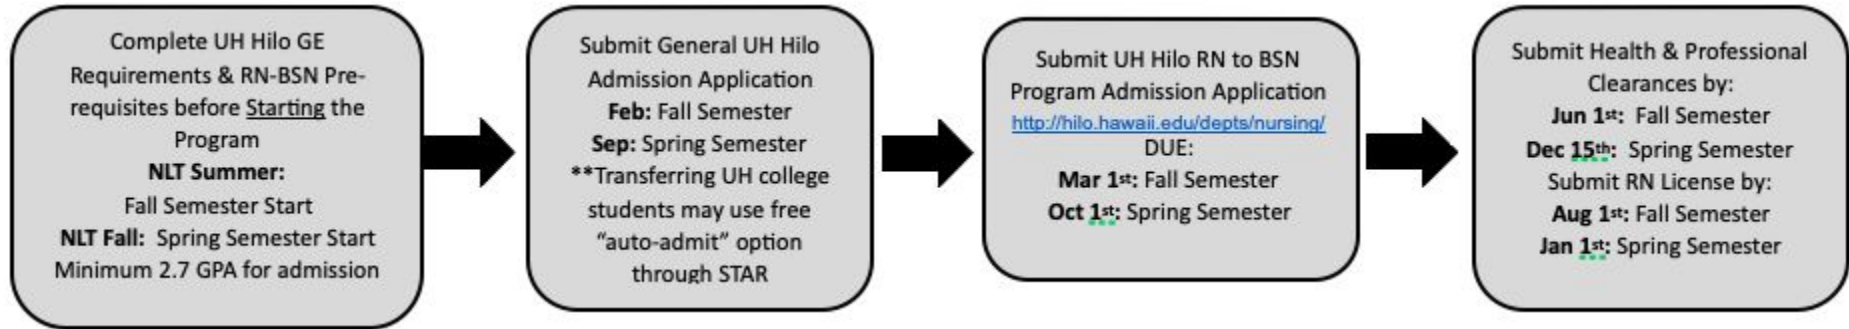 Complete UH Hilo GE
Requirements & RN-BSN Pre-
requisites before Starting the
Program
NLT Summer:
Fall Semester Start
NLT Fall: Spring Semester Start
Minimum 2.7 GPA for admission
Submit General UH Hilo
Admission Application
Feb: Fall Semester
Sep: Spring Semester
**Transferring UH college
students may use free
“auto-admit” option
through STAR
Submit UH Hilo RN to BSN
Program Admission Application
http://hilo.hawaii.edu/depts/nursing/
DUE:
Mar 1st: Fall Semester
Oct 1st: Spring Semester
Submit Health & Professional
Clearances by:
Jun 1st: Fall Semester
Dec 15th: Spring Semester
Submit RN License by:
Aug 1st: Fall Semester
Jan 1st: Spring Semester